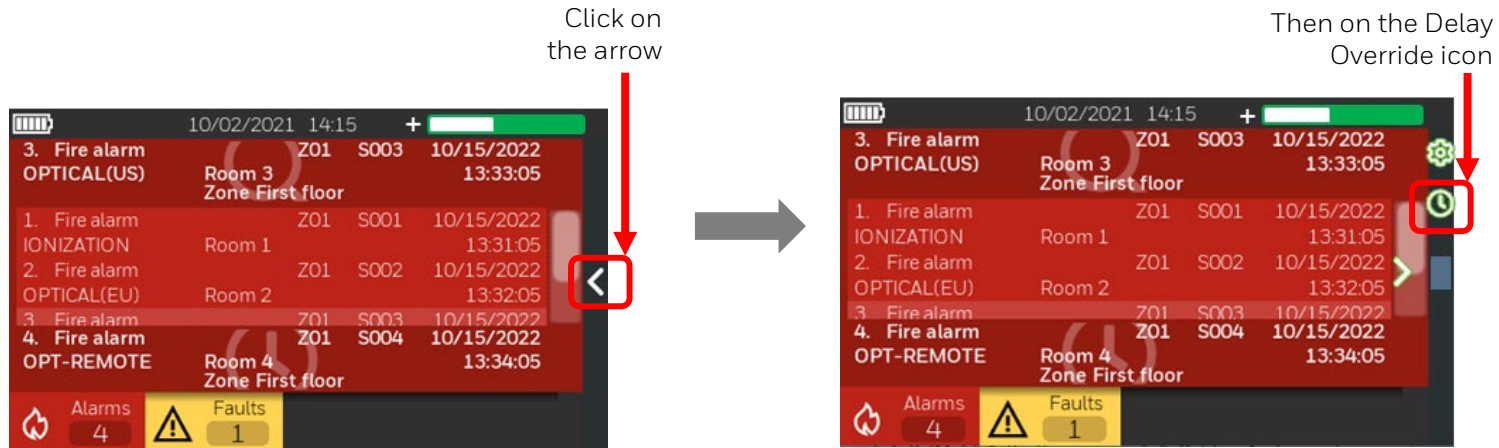 Click on
the arrow
Then on the Delay
Override icon
10/02/2021 14:15 +
3. Fire alarm Z01 S003 10/15/2022
OPTICAL(US) Room 3 13:33:05
Zone First floor
1. Fire alarm Z01 S001 10/15/2022
IONIZATION Room 1 13:31:05
2. Fire alarm Z01 S002 10/15/2022
OPTICAL(EU) Room 2 13:32:05
3 Fire alarm Z01 S003 10/15/2022
4. Fire alarm Z01 S004 10/15/2022
OPT-REMOTE Room 4 13:34:05
Zone First floor
Alarms Faults
4 1
10/02/2021 14:15 +
3. Fire alarm Z01 S003 10/15/2022
OPTICAL(US) Room 3 13:33:05
Zone First floor
1. Fire alarm Z01 S001 10/15/2022
IONIZATION Room 1 13:31:05
2. Fire alarm Z01 S002 10/15/2022
OPTICAL(EU) Room 2 13:32:05
3 Fire alarm Z01 S003 10/15/2022
4. Fire alarm Z01 S004 10/15/2022
OPT-REMOTE Room 4 13:34:05
Zone First floor
Alarms Faults
4 1